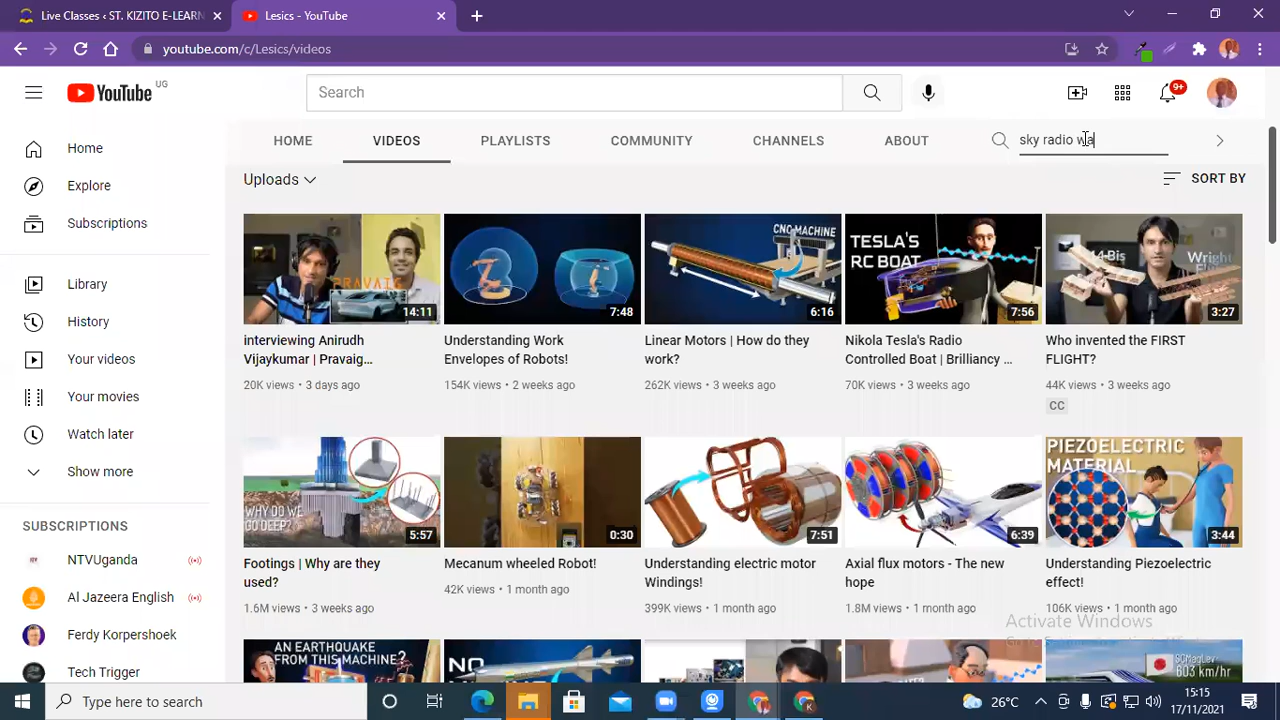 Live Classes < ST. KIZITO E-LEARN
Lesics - YouTube
youtube.com/c/Lesics/videos
YouTube UG
Search
9+
HOME
VIDEOS
PLAYLISTS
COMMUNITY
CHANNELS
ABOUT
sky radio wa
Uploads
SORT BY
Home
Explore
Subscriptions
Library
History
Your videos
Your movies
Watch later
Show more
SUBSCRIPTIONS
NTVUganda
Al Jazeera English
Ferdy Korpershoek
Tech Trigger
PRAVAIG
14:11
interviewing Anirudh
Vijaykumar | Pravaig...
20K views • 3 days ago
7:48
Understanding Work
Envelopes of Robots!
154K views • 2 weeks ago
CNC MACHINE
6:16
Linear Motors | How do they
work?
262K views • 3 weeks ago
TESLA'S
RC BOAT
7:56
Nikola Tesla's Radio
Controlled Boat | Brilliancy ...
70K views • 3 weeks ago
14 Bis
Wright
3:27
Who invented the FIRST
FLIGHT?
44K views • 3 weeks ago
CC
WHY DO WE
GO DEEP?
5:57
Footings | Why are they
used?
1.6M views • 3 weeks ago
0:30
Mecanum wheeled Robot!
42K views • 1 month ago
7:51
Understanding electric motor
Windings!
399K views • 1 month ago
6:39
Axial flux motors - The new
hope
1.8M views • 1 month ago
PIEZOELECTRIC
MATERIAL
3:44
Understanding Piezoelectric
effect!
106K views • 1 month ago
AN EARTHQUAKE
FROM THIS MACHINE?
NO
SCMaglev
603 km/hr
Activate Windows
Type here to search
26°C
15:15
17/11/2021